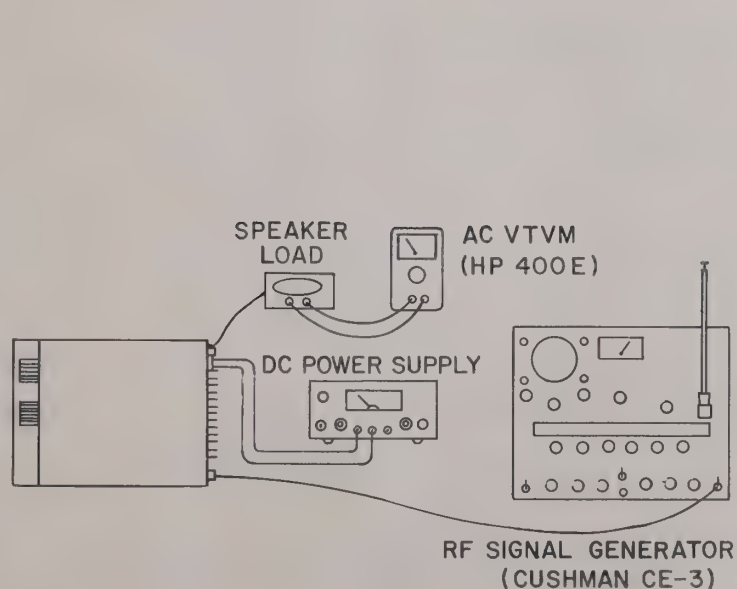 SPEAKER
LOAD
AC VTVM
(HP 400E)
DC POWER SUPPLY
RF SIGNAL GENERATOR
(CUSHMAN CE-3)